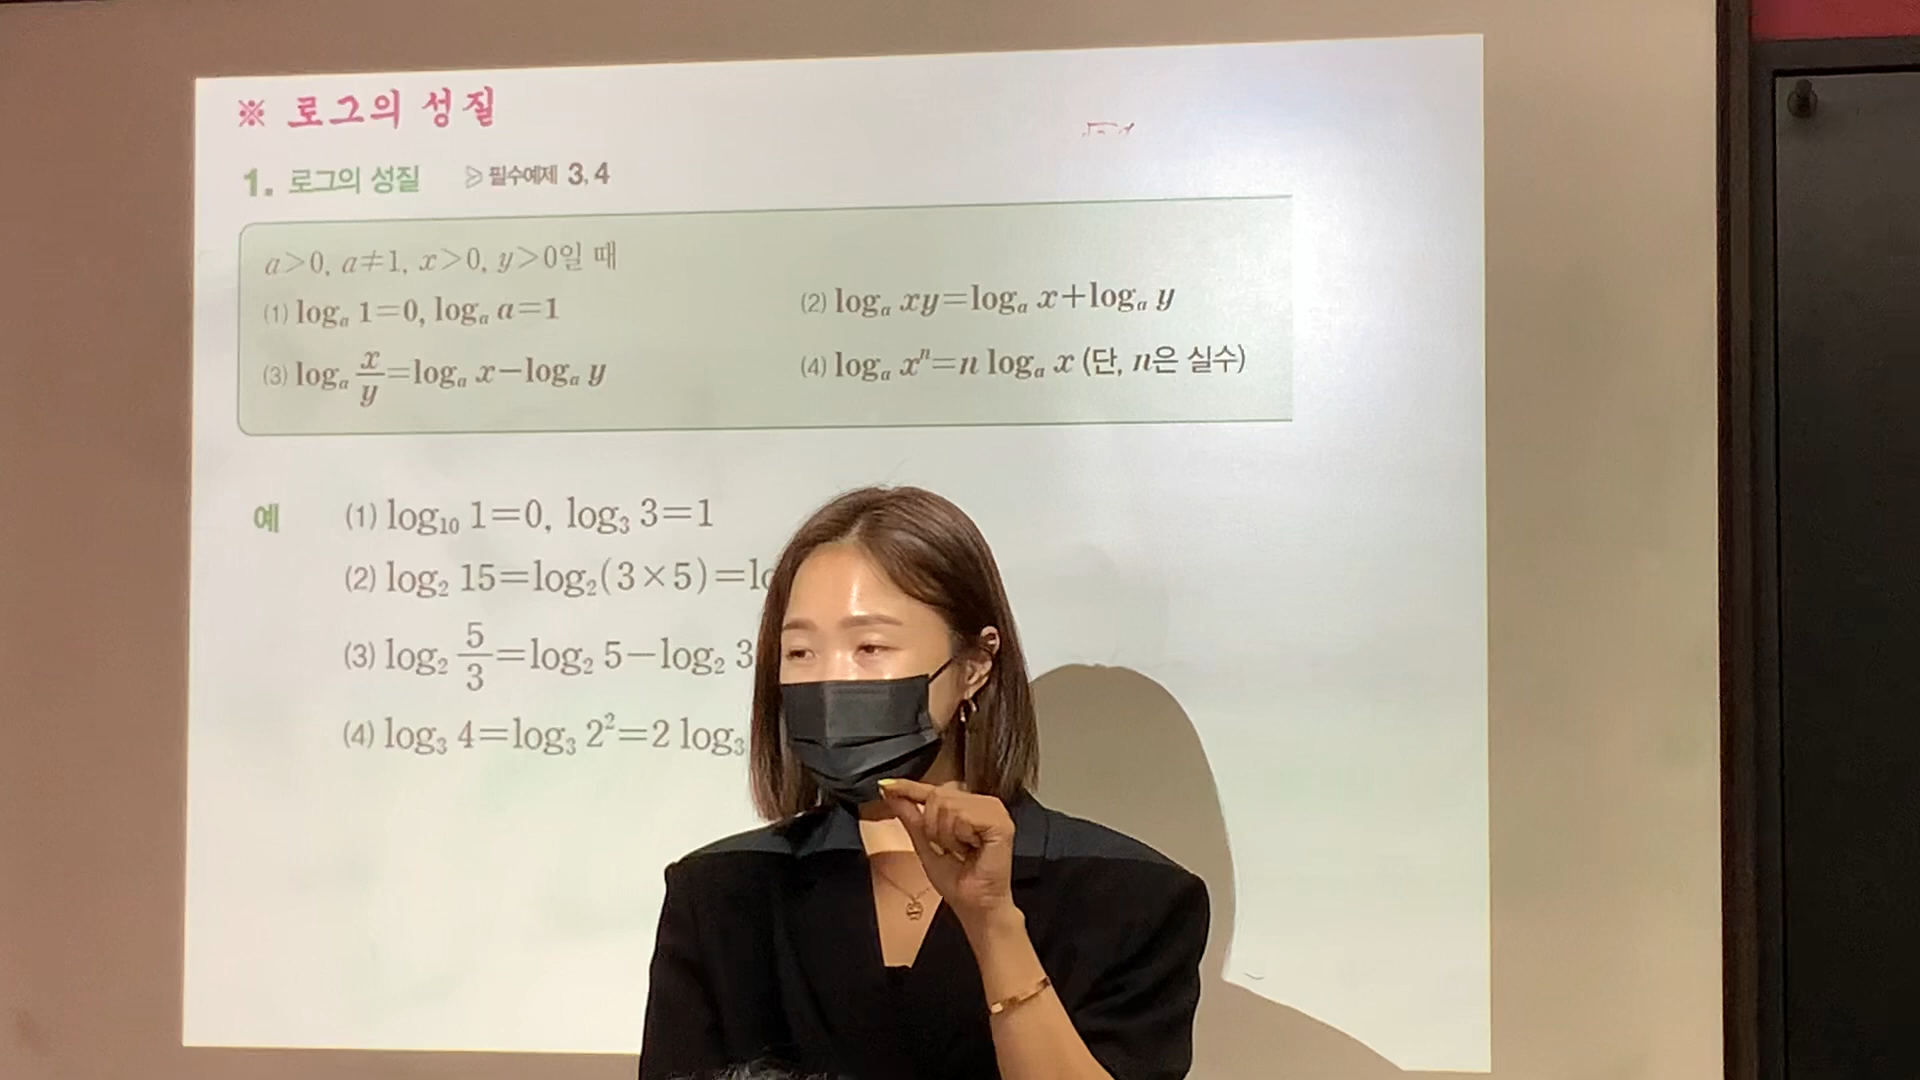 ※ 로그의 성질
1. 로그의 성질 ▷ 필수예제 3, 4
a>0, a≠1, x>0, y>0일 때
(1) logₐ 1=0, logₐ a=1
(2) logₐ xy=logₐ x+logₐ y
(3) logₐ x/y=logₐ x−logₐ y
(4) logₐ xⁿ=n logₐ x (단, n은 실수)
예 (1) log₁₀ 1=0, log₃ 3=1
(2) log₂ 15=log₂(3×5)=
(3) log₂ 5/3=log₂ 5−log₂ 3
(4) log₃ 4=log₃ 2²=2 log₃